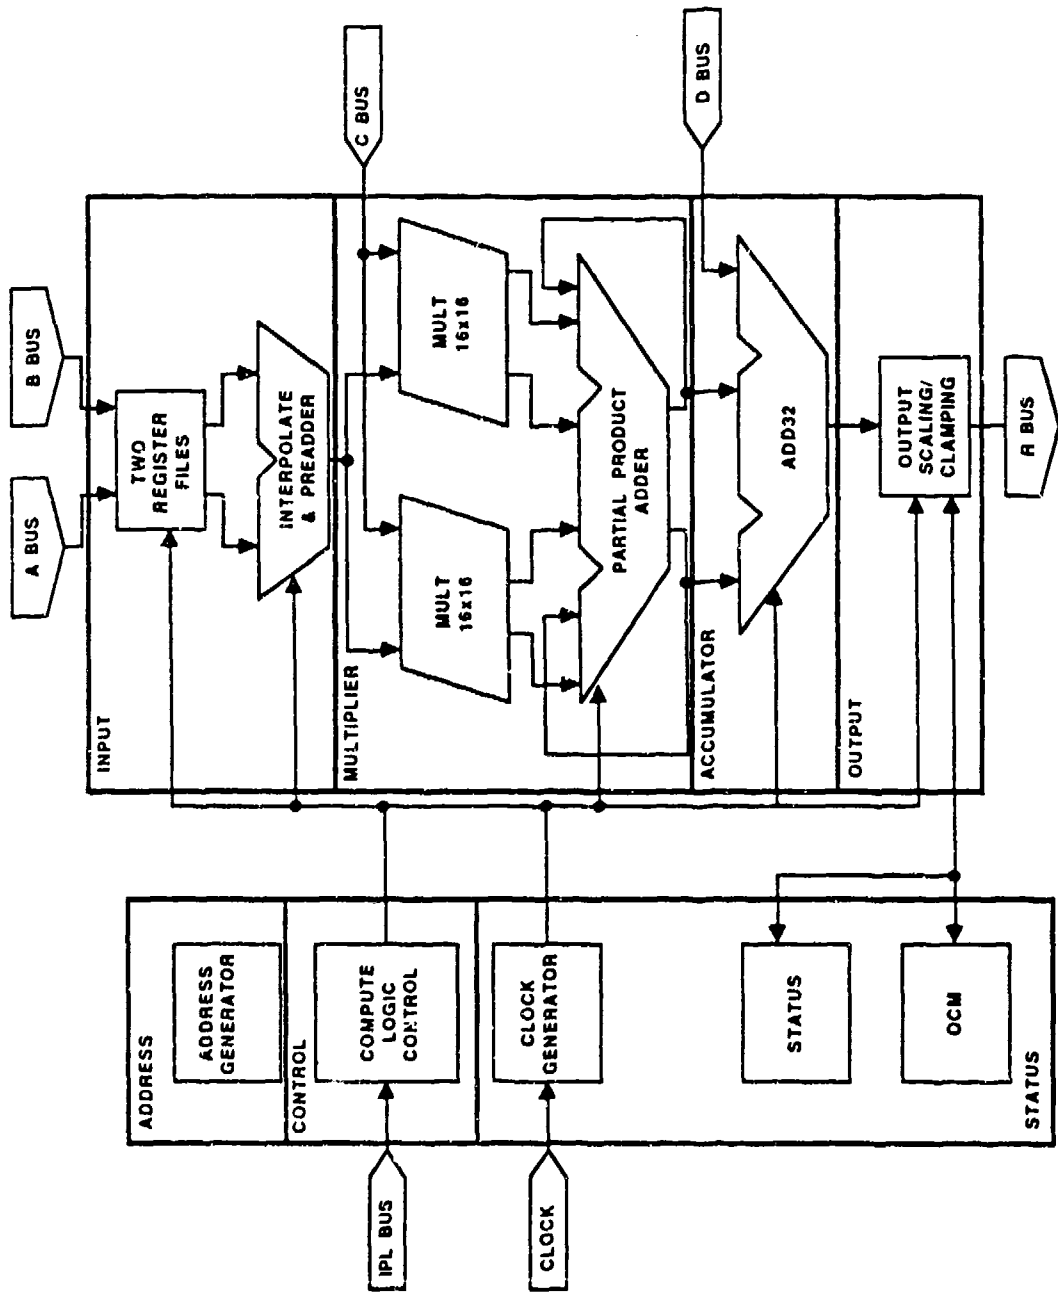 A BUS
B BUS
C BUS
D BUS
INPUT
TWO
REGISTER
FILES
INTERPOLATE
& PREADDER
MULTIPLIER
MULT
16x16
MULT
16x16
PARTIAL PRODUCT
ADDER
ACCUMULATOR
ADD32
OUTPUT
OUTPUT
SCALING/
CLAMPING
R BUS
ADDRESS
ADDRESS
GENERATOR
CONTROL
COMPUTE
LOGIC
CONTROL
IPL BUS
CLOCK
GENERATOR
CLOCK
STATUS
OCM
STATUS